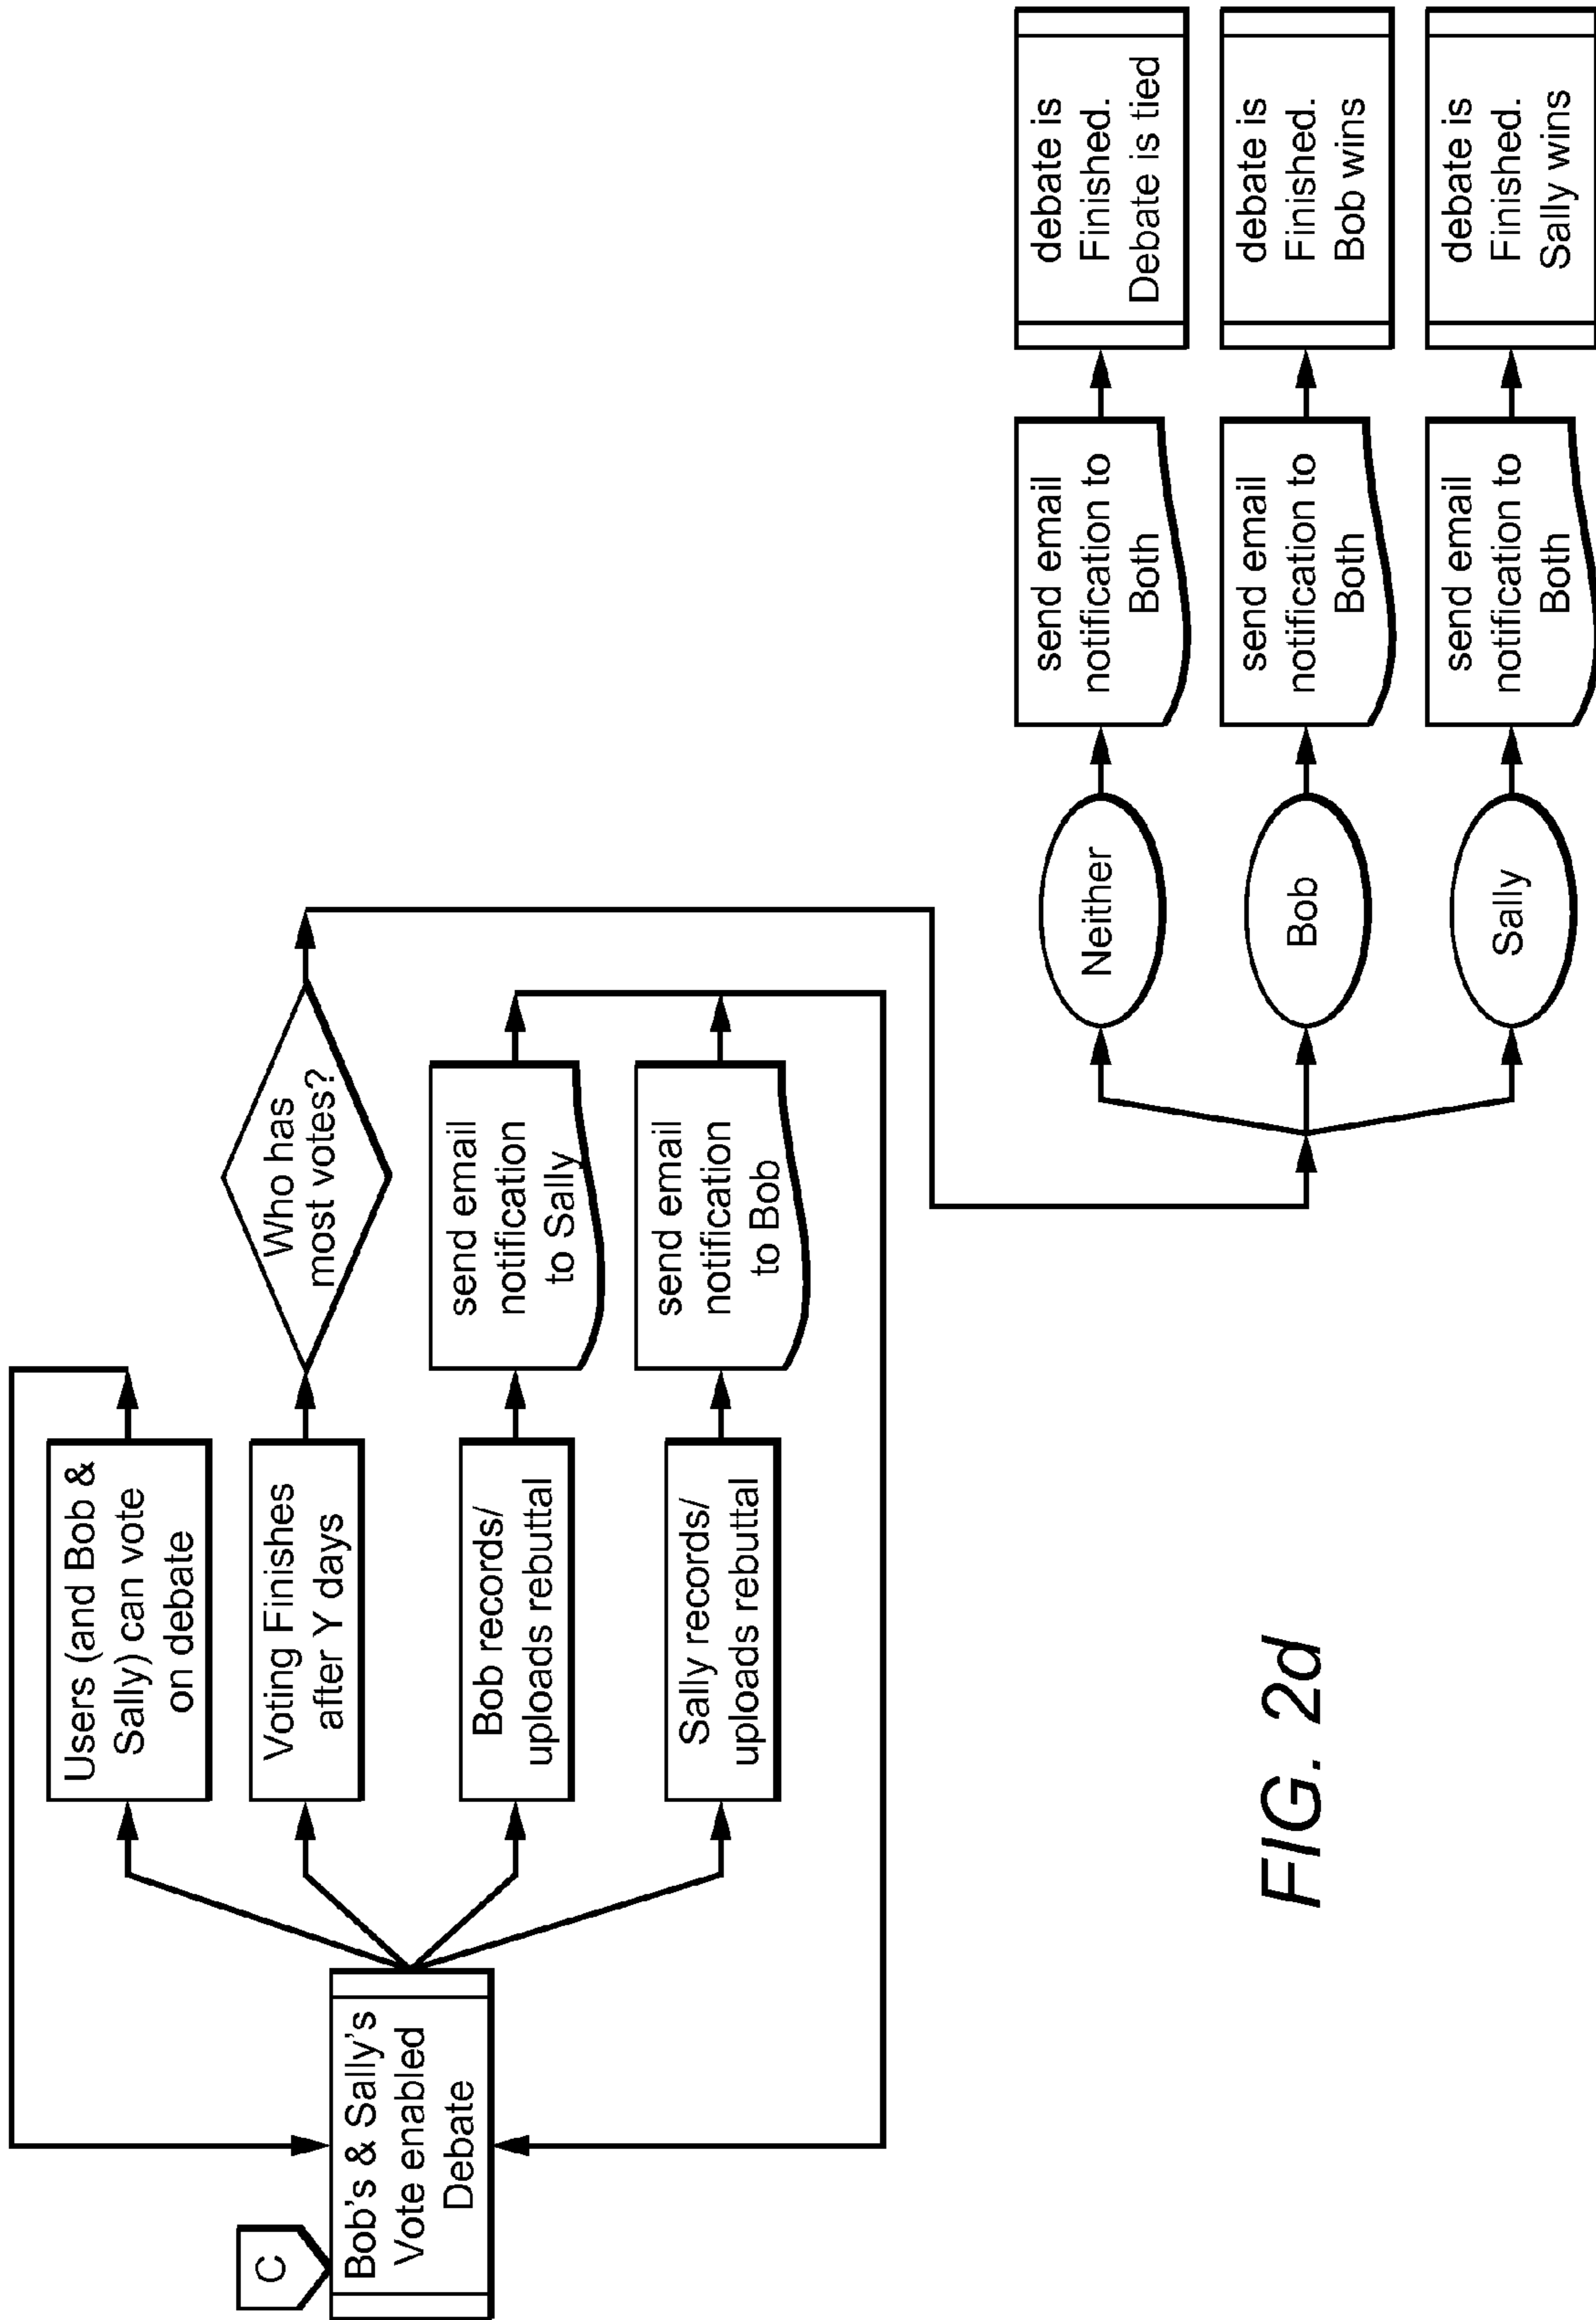 C
Bob's & Sally's
Vote enabled
Debate
Users (and Bob &
Sally) can vote
on debate
Voting Finishes
after Y days
Who has
most votes?
Bob records/
uploads rebuttal
send email
notification
to Sally
Sally records/
uploads rebuttal
send email
notification
to Bob
Neither
send email
notification to
Both
debate is
Finished.
Debate is tied
Bob
send email
notification to
Both
debate is
Finished.
Bob wins
Sally
send email
notification to
Both
debate is
Finished.
Sally wins
FIG. 2d